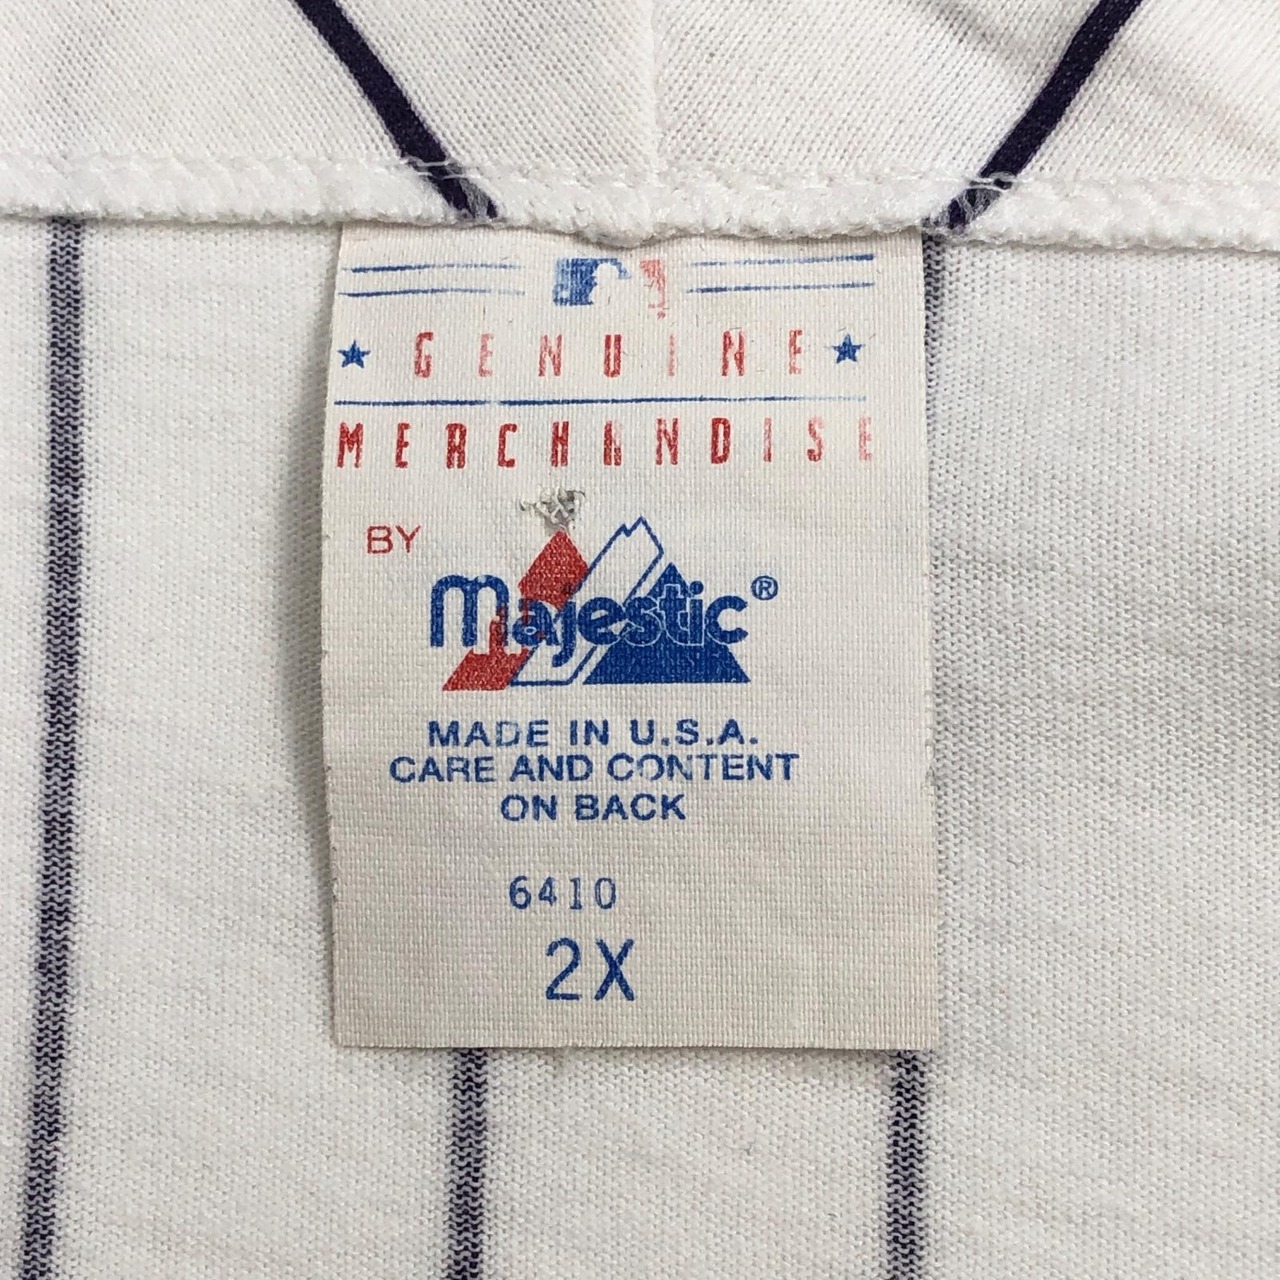 GENUINE
MERCHANDISE
BY
Majestic®
MADE IN U.S.A.
CARE AND CONTENT
ON BACK
6410
2X